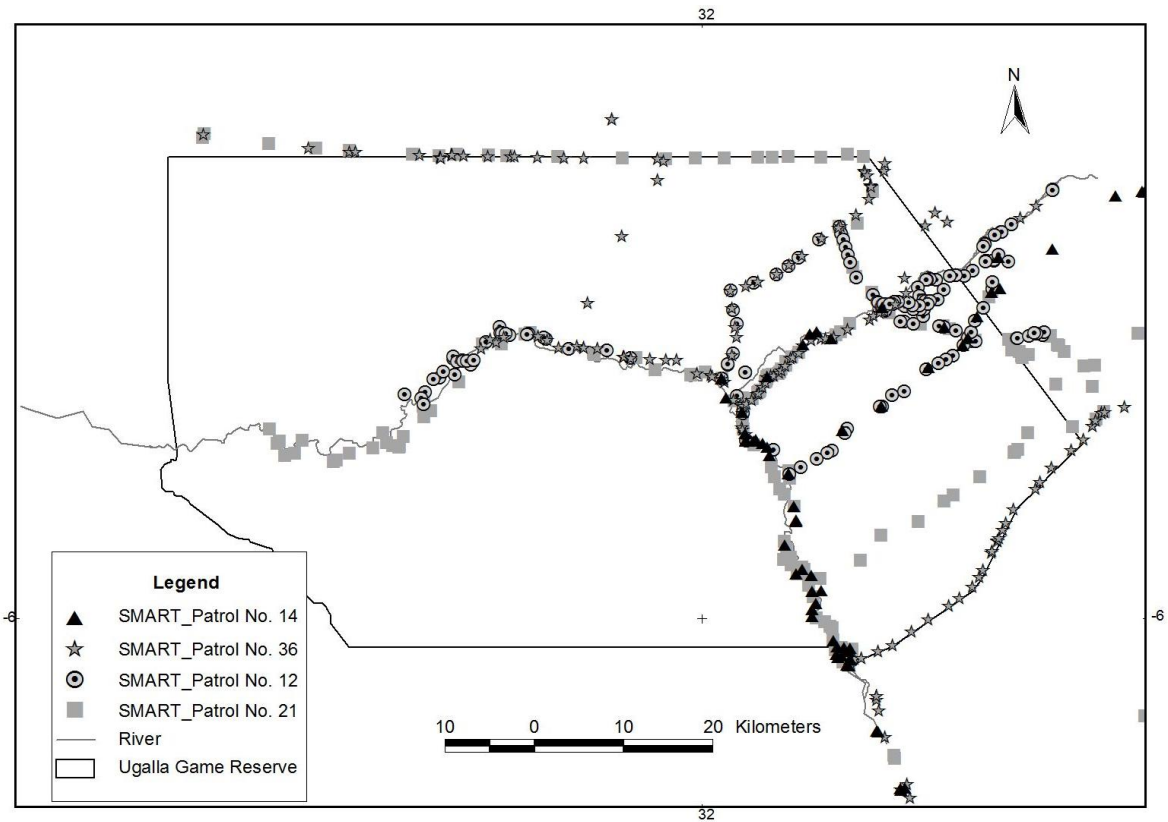 32
N
-6
-6
Legend
SMART_Patrol No. 14
SMART_Patrol No. 36
SMART_Patrol No. 12
SMART_Patrol No. 21
River
Ugalla Game Reserve
10 0 10 20 Kilometers
32